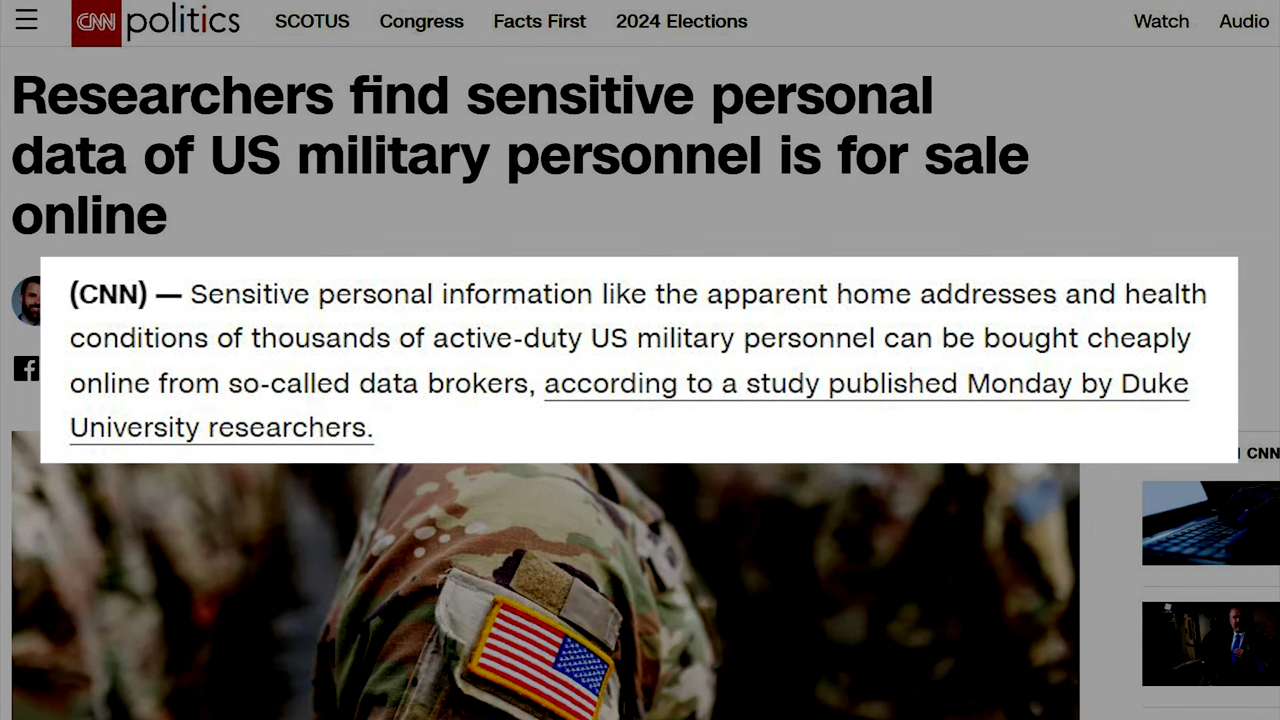 CNN politics SCOTUS Congress Facts First 2024 Elections Watch Audio
Researchers find sensitive personal
data of US military personnel is for sale
online
(CNN) — Sensitive personal information like the apparent home addresses and health
conditions of thousands of active-duty US military personnel can be bought cheaply
online from so-called data brokers, according to a study published Monday by Duke
University researchers.
CNN